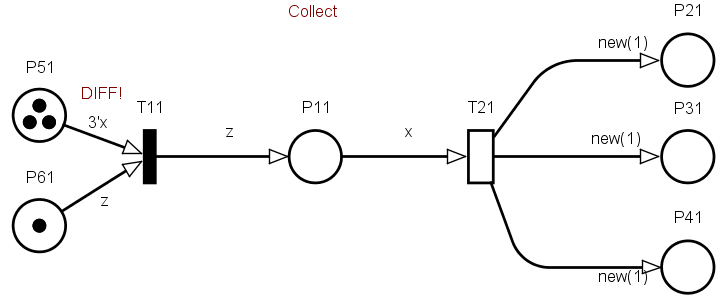 Collect
P21
new(1)
P51
DIFF!
T11
P11
T21
P31
3'x
z
x
new(1)
P61
z
P41
new(1)